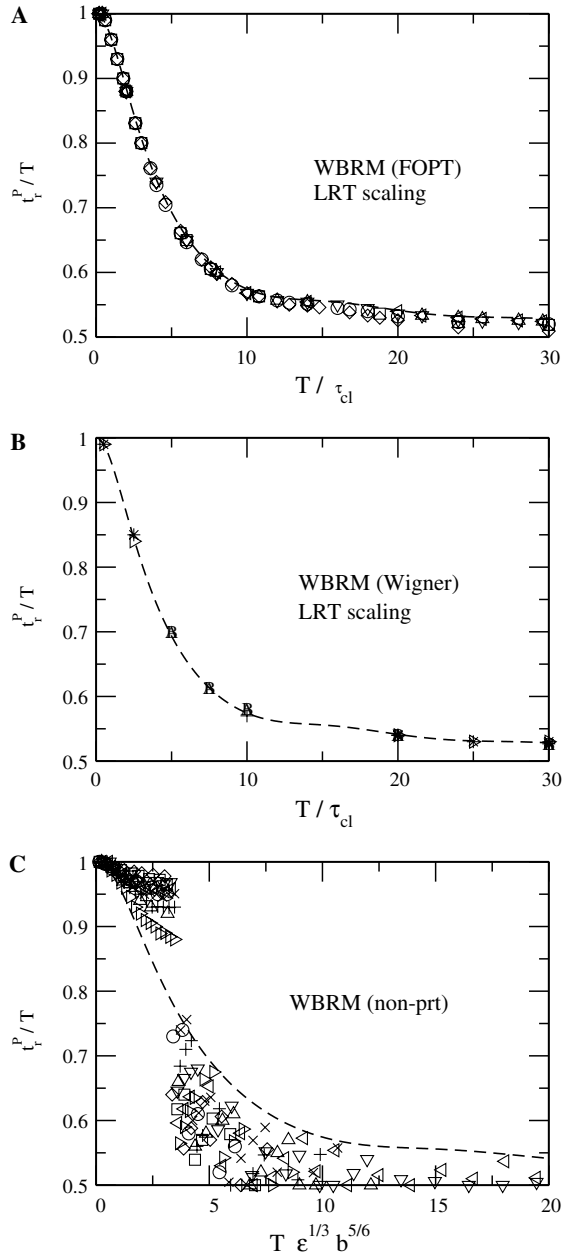 A
1
0.9
0.8
0.7
0.6
0.5
t_r^P / T
WBRM (FOPT)
LRT scaling
0 10 20 30
T / τ_cl
B
1
0.9
0.8
0.7
0.6
0.5
t_r^P / T
WBRM (Wigner)
LRT scaling
0 10 20 30
T / τ_cl
C
1
0.9
0.8
0.7
0.6
0.5
t_r^P / T
WBRM (non-prt)
0 5 10 15 20
T ε^{1/3} b^{5/6}